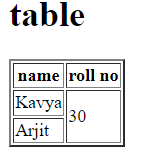 table
name roll no
Kavya 30
Arjit